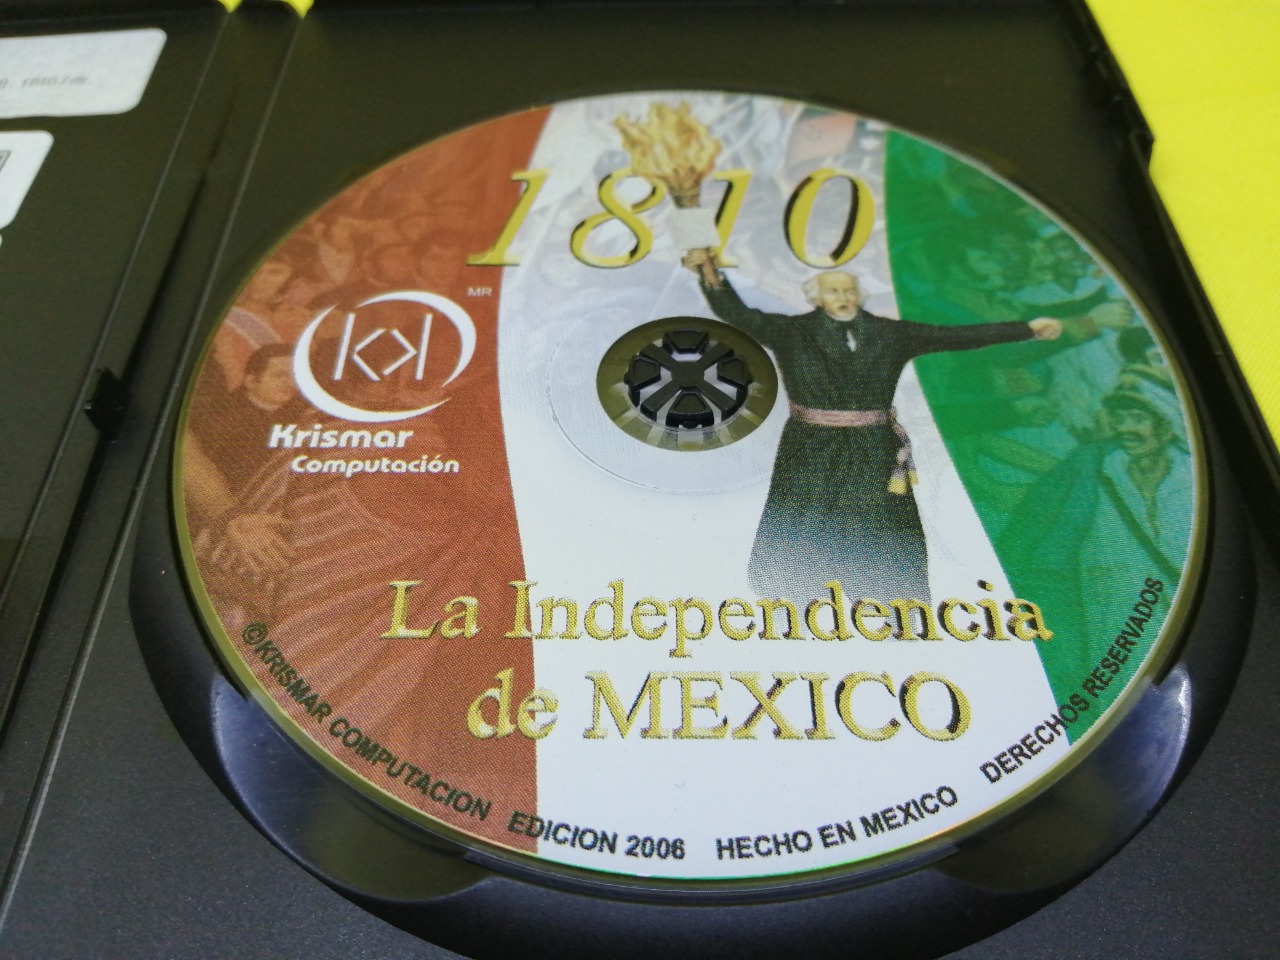 1810
MR
Krismar
Computación
La Independencia
de MEXICO
©KRISMAR COMPUTACION EDICION 2006 HECHO EN MEXICO DERECHOS RESERVADOS